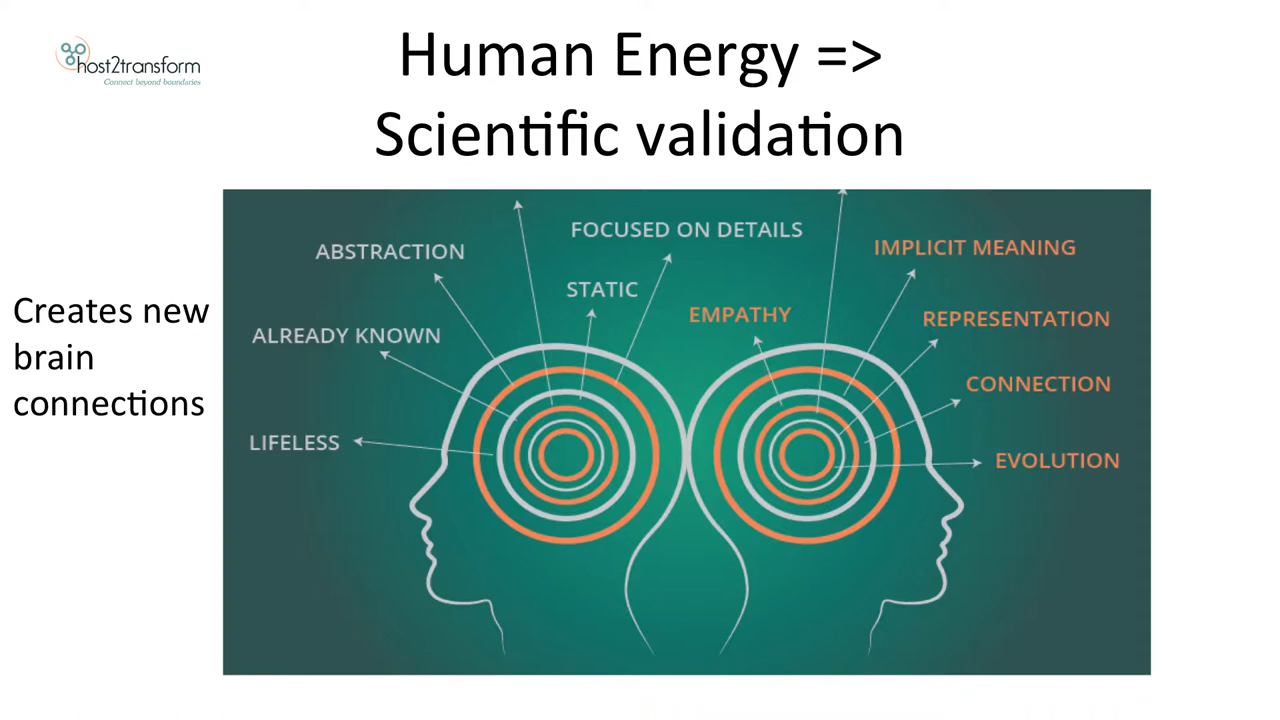 host2transform
Connect beyond boundaries
Human Energy =>
Scientific validation
Creates new
brain
connections
ABSTRACTION
FOCUSED ON DETAILS
STATIC
ALREADY KNOWN
LIFELESS
IMPLICIT MEANING
EMPATHY
REPRESENTATION
CONNECTION
EVOLUTION